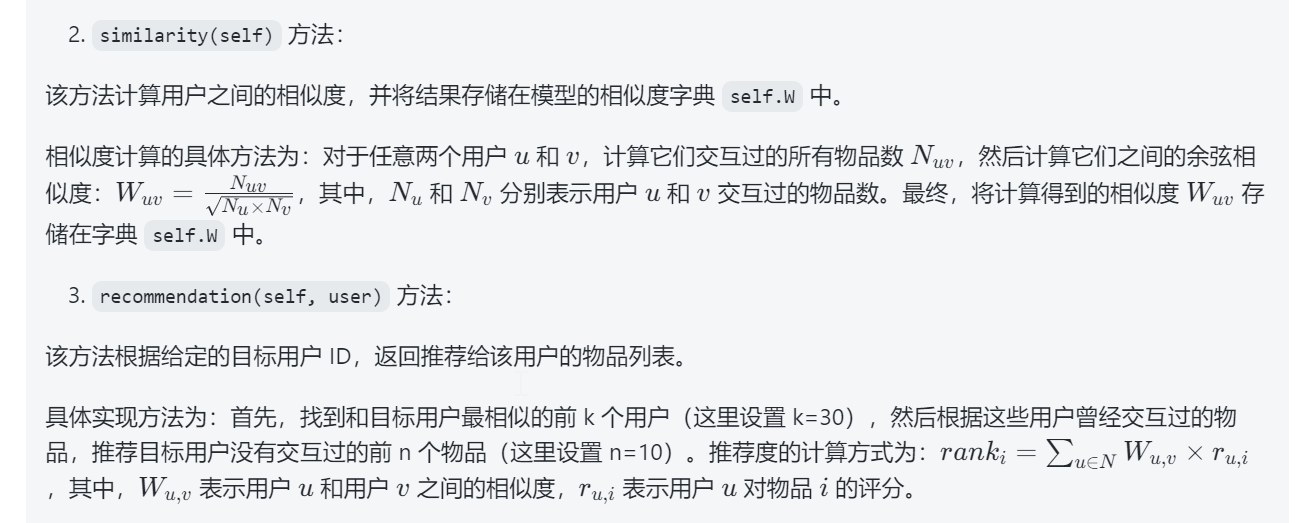 2. similarity(self) 方法：
该方法计算用户之间的相似度，并将结果存储在模型的相似度字典 self.W 中。
相似度计算的具体方法为：对于任意两个用户 u 和 v，计算它们交互过的所有物品数 N_{uv}，然后计算它们之间的余弦相
似度：W_{uv} = \frac{N_{uv}}{\sqrt{N_u \times N_v}}，其中，N_u 和 N_v 分别表示用户 u 和 v 交互过的物品数。最终，将计算得到的相似度 W_{uv} 存
储在字典 self.W 中。
3. recommendation(self, user) 方法：
该方法根据给定的目标用户 ID，返回推荐给该用户的物品列表。
具体实现方法为：首先，找到和目标用户最相似的前 k 个用户（这里设置 k=30），然后根据这些用户曾经交互过的物
品，推荐目标用户没有交互过的前 n 个物品（这里设置 n=10）。推荐度的计算方式为：rank_i = \sum_{u \in N} W_{u,v} \times r_{u,i}
，其中，W_{u,v} 表示用户 u 和用户 v 之间的相似度，r_{u,i} 表示用户 u 对物品 i 的评分。